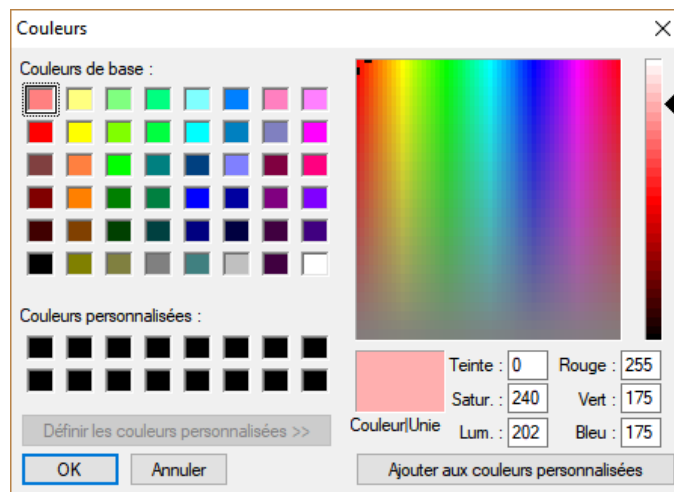 Couleurs
Couleurs de base :
Couleurs personnalisées :
Définir les couleurs personnalisées >>
OK Annuler
Teinte : 0 Rouge : 255
Satur. : 240 Vert : 175
Couleur|Unie Lum. : 202 Bleu : 175
Ajouter aux couleurs personnalisées